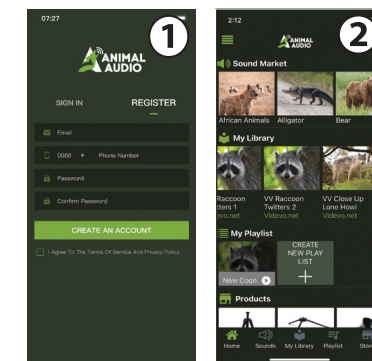 07:27
1
ANIMAL
AUDIO
SIGN IN
REGISTER
Email
0086
Phone Number
Password
Confirm Password
CREATE AN ACCOUNT
I Agree To The Terms Of Service And Privacy Policy
2:12
2
ANIMAL
AUDIO
Sound Market
African Animals
Alligator
Bear
My Library
Raccoon
tters 1
Videvo.net
VV Raccoon
Twitters 2
Videvo.net
VV Close Up
Lone Howl
Videvo.net
My Playlist
New Coon
CREATE
NEW PLAY
LIST
Products
Home
Sounds
My Library
Playlist
Store